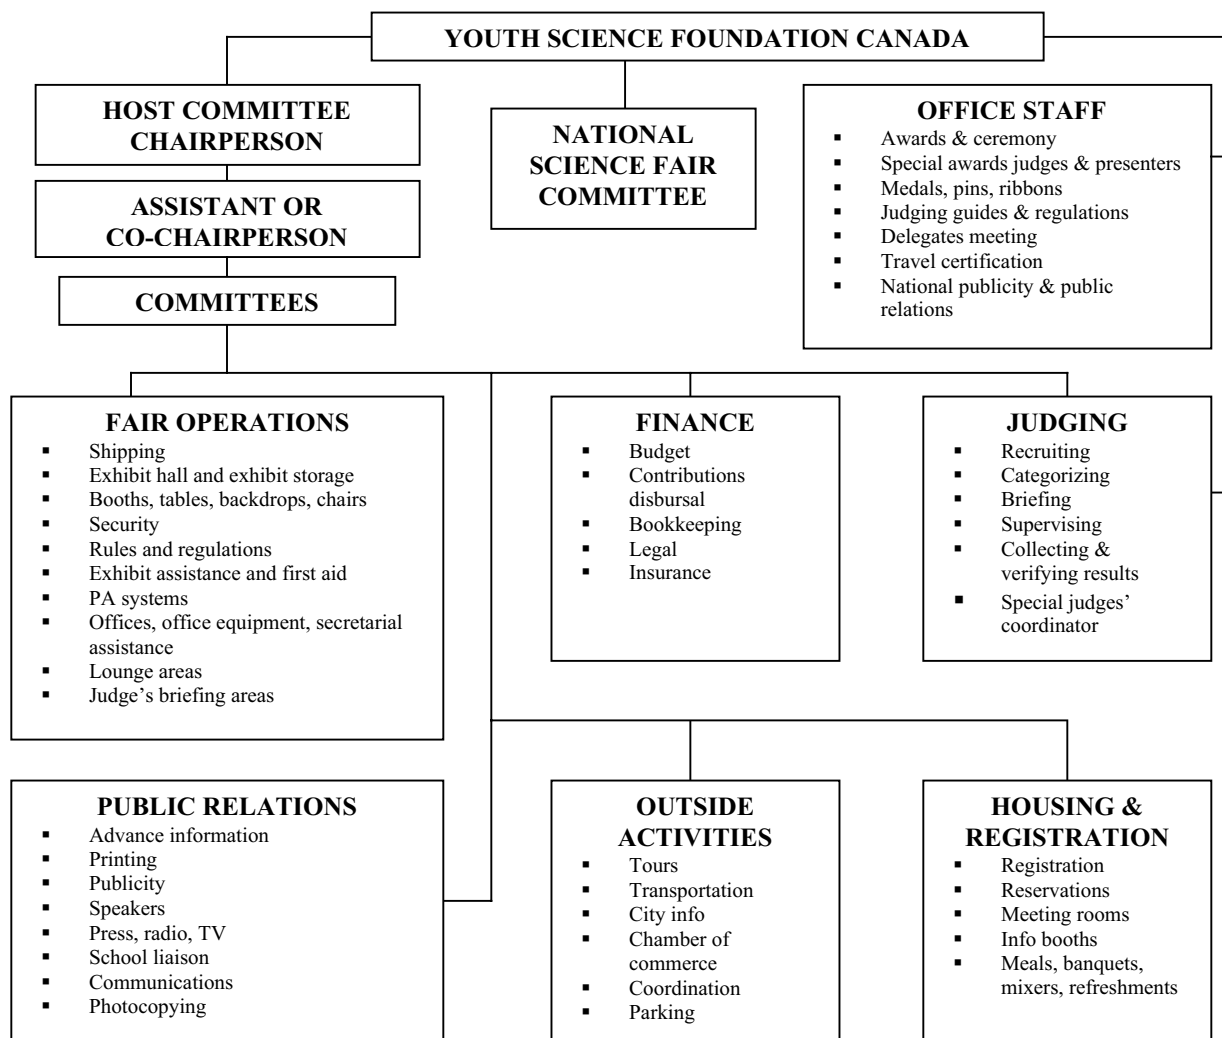 YOUTH SCIENCE FOUNDATION CANADA
HOST COMMITTEE
CHAIRPERSON
ASSISTANT OR
CO-CHAIRPERSON
COMMITTEES
NATIONAL
SCIENCE FAIR
COMMITTEE
OFFICE STAFF
▪ Awards & ceremony
▪ Special awards judges & presenters
▪ Medals, pins, ribbons
▪ Judging guides & regulations
▪ Delegates meeting
▪ Travel certification
▪ National publicity & public
relations
FAIR OPERATIONS
▪ Shipping
▪ Exhibit hall and exhibit storage
▪ Booths, tables, backdrops, chairs
▪ Security
▪ Rules and regulations
▪ Exhibit assistance and first aid
▪ PA systems
▪ Offices, office equipment, secretarial
assistance
▪ Lounge areas
▪ Judge’s briefing areas
FINANCE
▪ Budget
▪ Contributions
disbursal
▪ Bookkeeping
▪ Legal
▪ Insurance
JUDGING
▪ Recruiting
▪ Categorizing
▪ Briefing
▪ Supervising
▪ Collecting &
verifying results
▪ Special judges’
coordinator
PUBLIC RELATIONS
▪ Advance information
▪ Printing
▪ Publicity
▪ Speakers
▪ Press, radio, TV
▪ School liaison
▪ Communications
▪ Photocopying
OUTSIDE
ACTIVITIES
▪ Tours
▪ Transportation
▪ City info
▪ Chamber of
commerce
▪ Coordination
▪ Parking
HOUSING &
REGISTRATION
▪ Registration
▪ Reservations
▪ Meeting rooms
▪ Info booths
▪ Meals, banquets,
mixers, refreshments